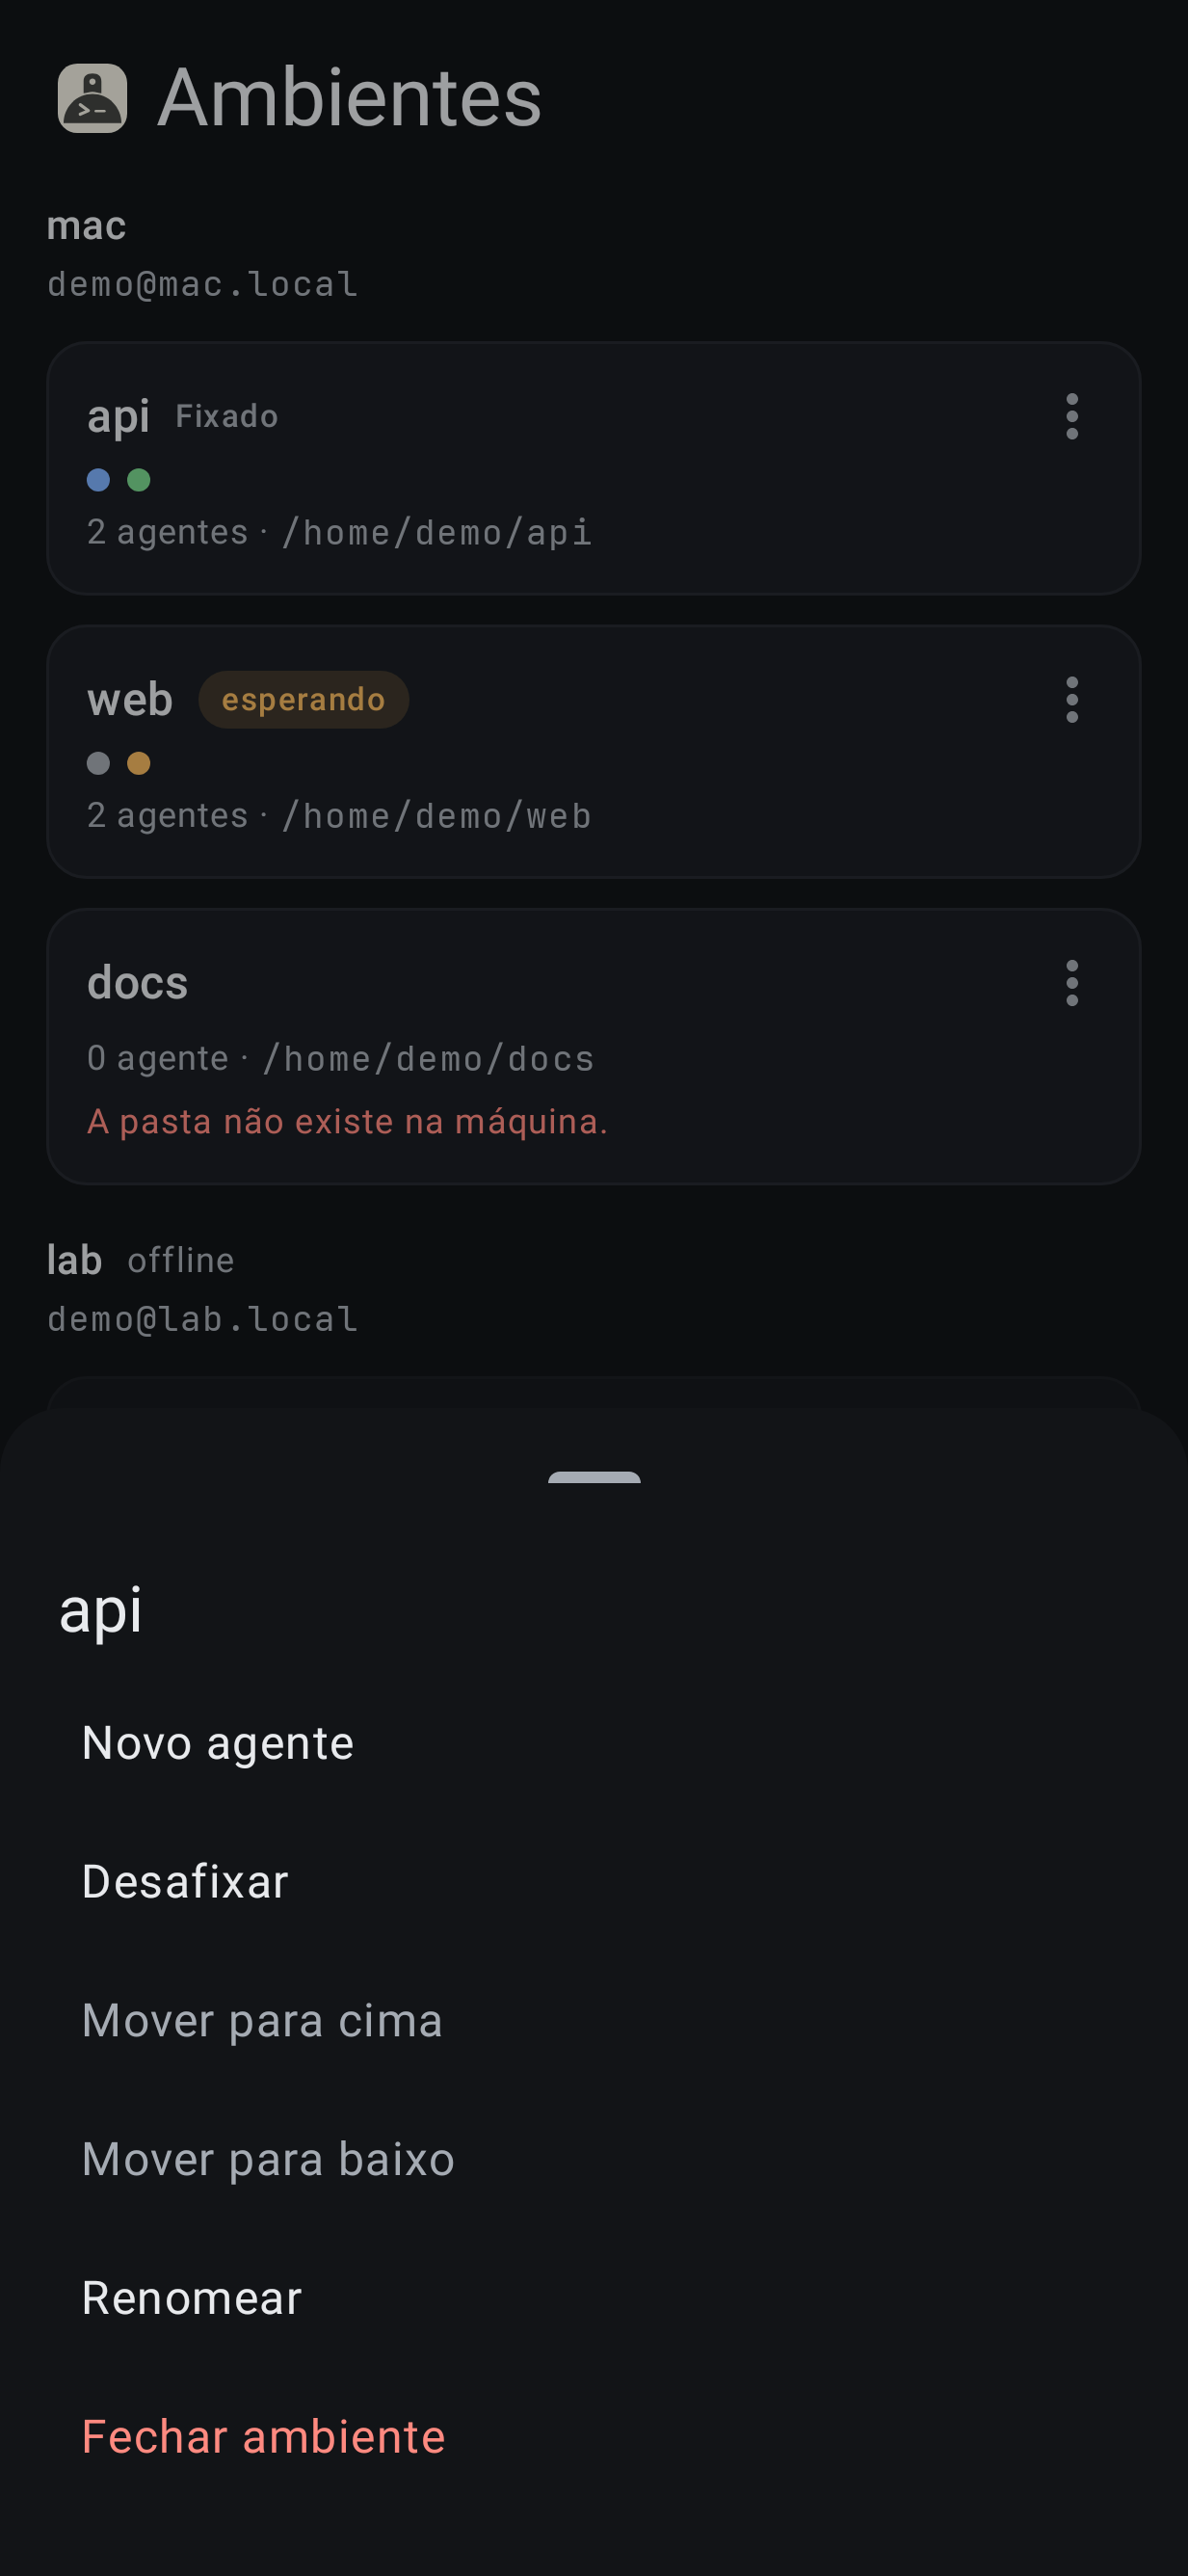 Ambientes
mac
demo@mac.local
api Fixado
2 agentes · /home/demo/api
web esperando
2 agentes · /home/demo/web
docs
0 agente · /home/demo/docs
A pasta não existe na máquina.
lab offline
demo@lab.local
api
Novo agente
Desafixar
Mover para cima
Mover para baixo
Renomear
Fechar ambiente